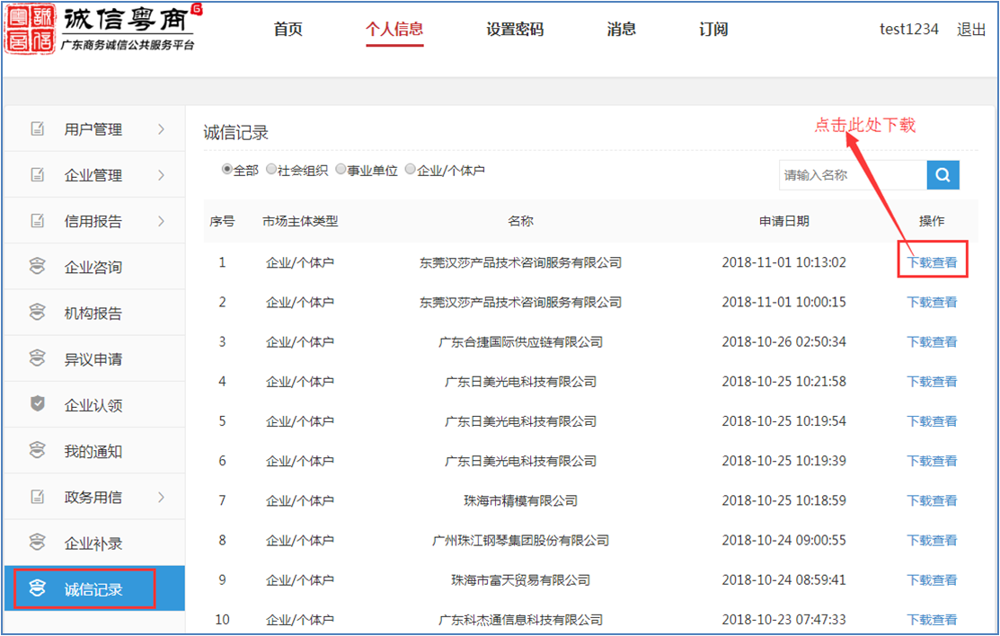 誠信粤商
诚信粤商G
广东商务诚信公共服务平台
首页 个人信息 设置密码 消息 订阅 test1234 退出
用户管理
企业管理
信用报告
企业咨询
机构报告
异议申请
企业认领
我的通知
政务用信
企业补录
诚信记录
诚信记录
点击此处下载
全部 社会组织 事业单位 企业/个体户
请输入名称
序号 市场主体类型 名称 申请日期 操作
1 企业/个体户 东莞汉莎产品技术咨询服务有限公司 2018-11-01 10:13:02 下载查看
2 企业/个体户 东莞汉莎产品技术咨询服务有限公司 2018-11-01 10:00:15 下载查看
3 企业/个体户 广东合捷国际供应链有限公司 2018-10-26 02:50:34 下载查看
4 企业/个体户 广东日美光电科技有限公司 2018-10-25 10:21:58 下载查看
5 企业/个体户 广东日美光电科技有限公司 2018-10-25 10:19:54 下载查看
6 企业/个体户 广东日美光电科技有限公司 2018-10-25 10:19:39 下载查看
7 企业/个体户 珠海市精模有限公司 2018-10-25 10:18:59 下载查看
8 企业/个体户 广州珠江钢琴集团股份有限公司 2018-10-24 09:00:55 下载查看
9 企业/个体户 珠海市富天贸易有限公司 2018-10-24 08:59:41 下载查看
10 企业/个体户 广东科杰通信息科技有限公司 2018-10-23 07:47:33 下载查看